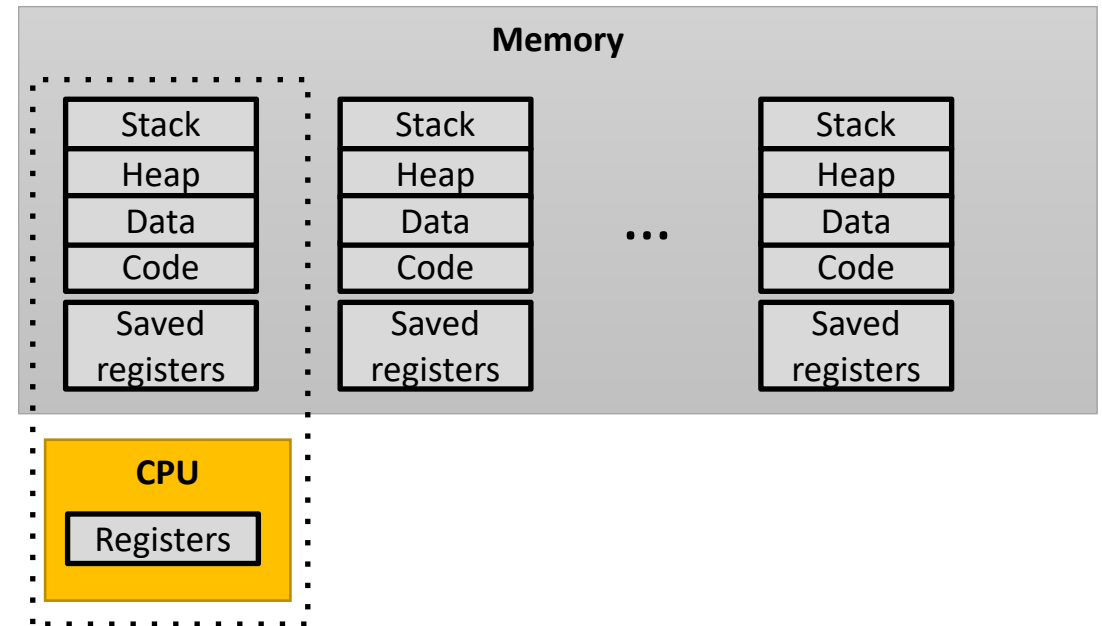 Memory
Stack
Heap
Data
Code
Saved
registers
Stack
Heap
Data
Code
Saved
registers
...
Stack
Heap
Data
Code
Saved
registers
CPU
Registers